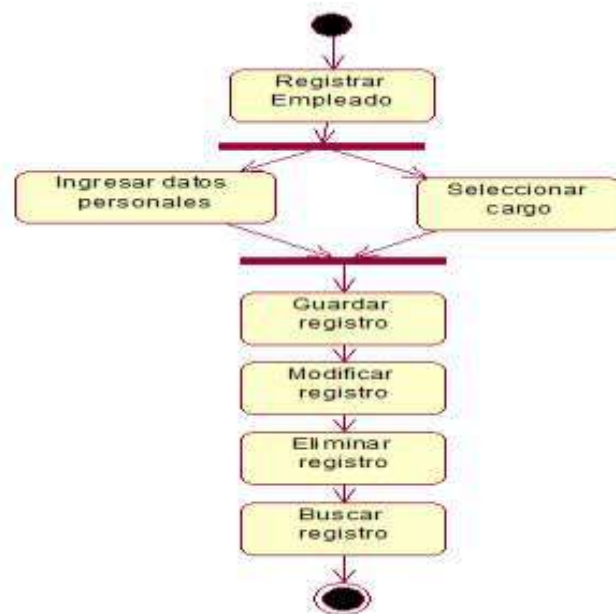 Registrar
Empleado
Ingresar datos
personales
Seleccionar
cargo
Guardar
registro
Modificar
registro
Eliminar
registro
Buscar
registro